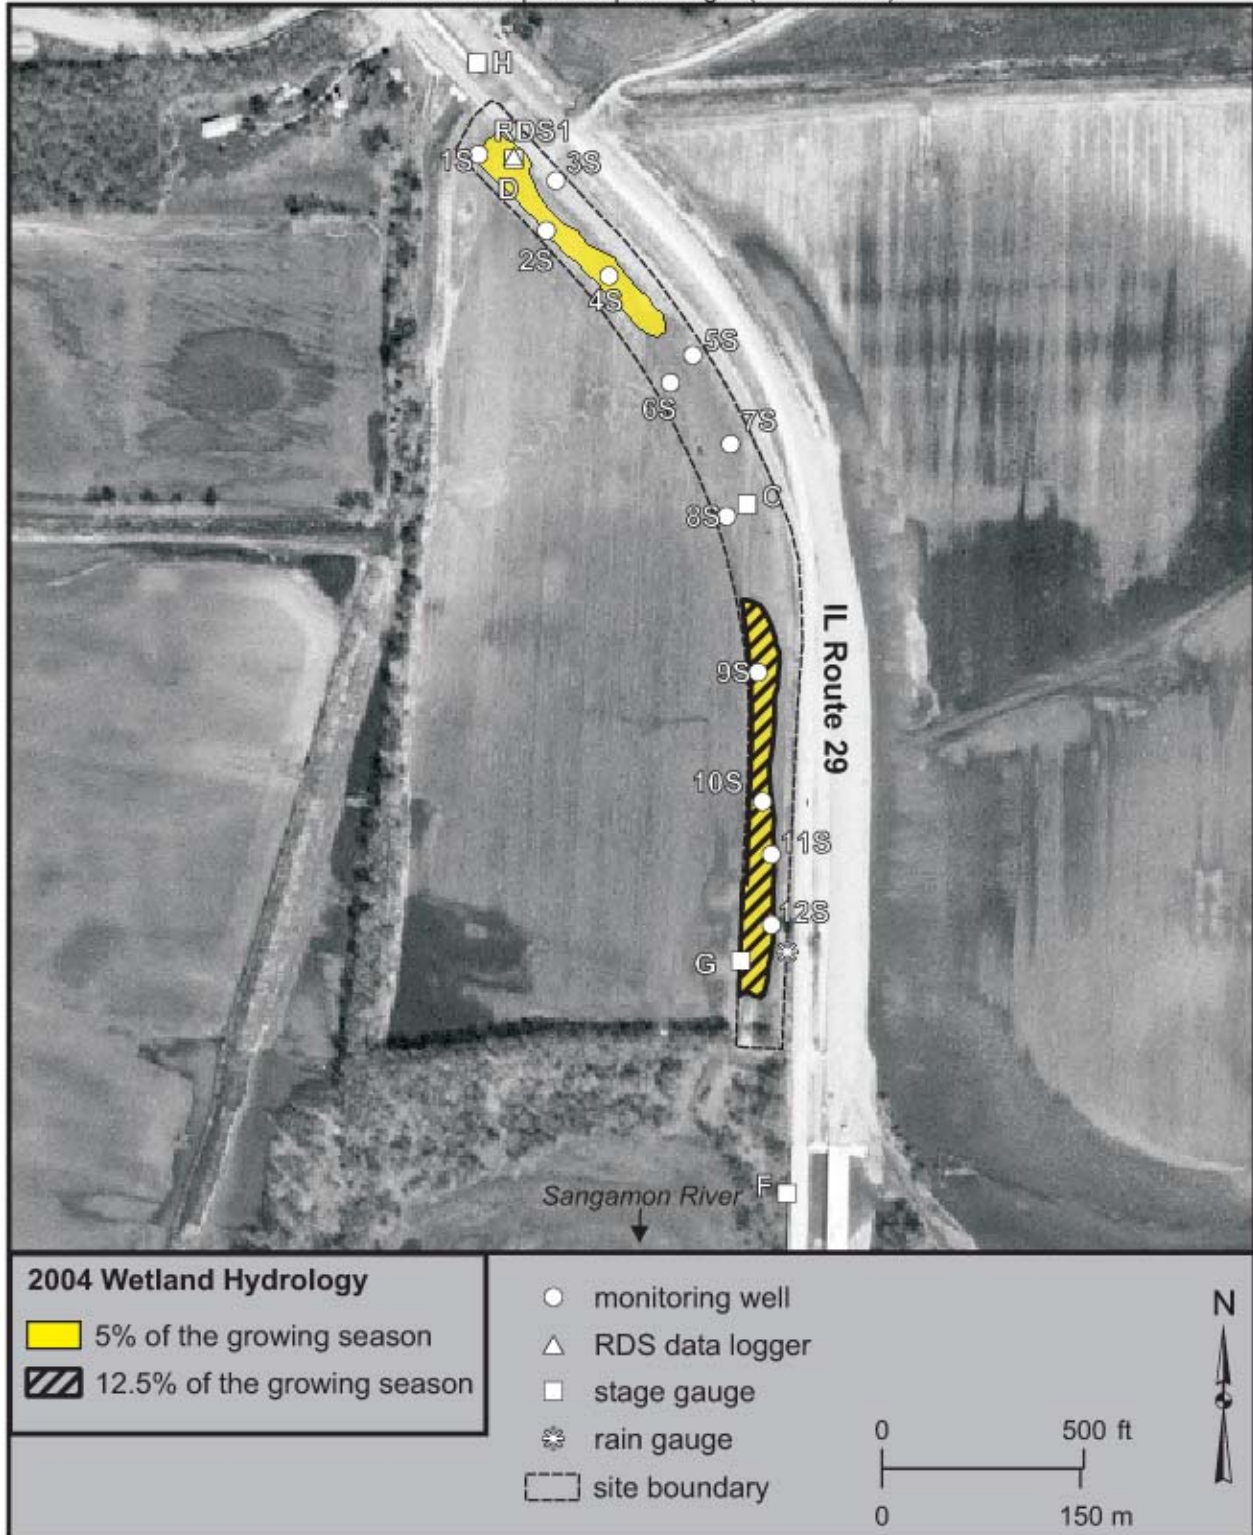 H
RDS1
1S
3S
D
2S
4S
5S
6S
7S
C
8S
IL Route 29
9S
10S
11S
12S
G
F
Sangamon River
2004 Wetland Hydrology
5% of the growing season
12.5% of the growing season
monitoring well
RDS data logger
stage gauge
rain gauge
site boundary
N
0 500 ft
0 150 m